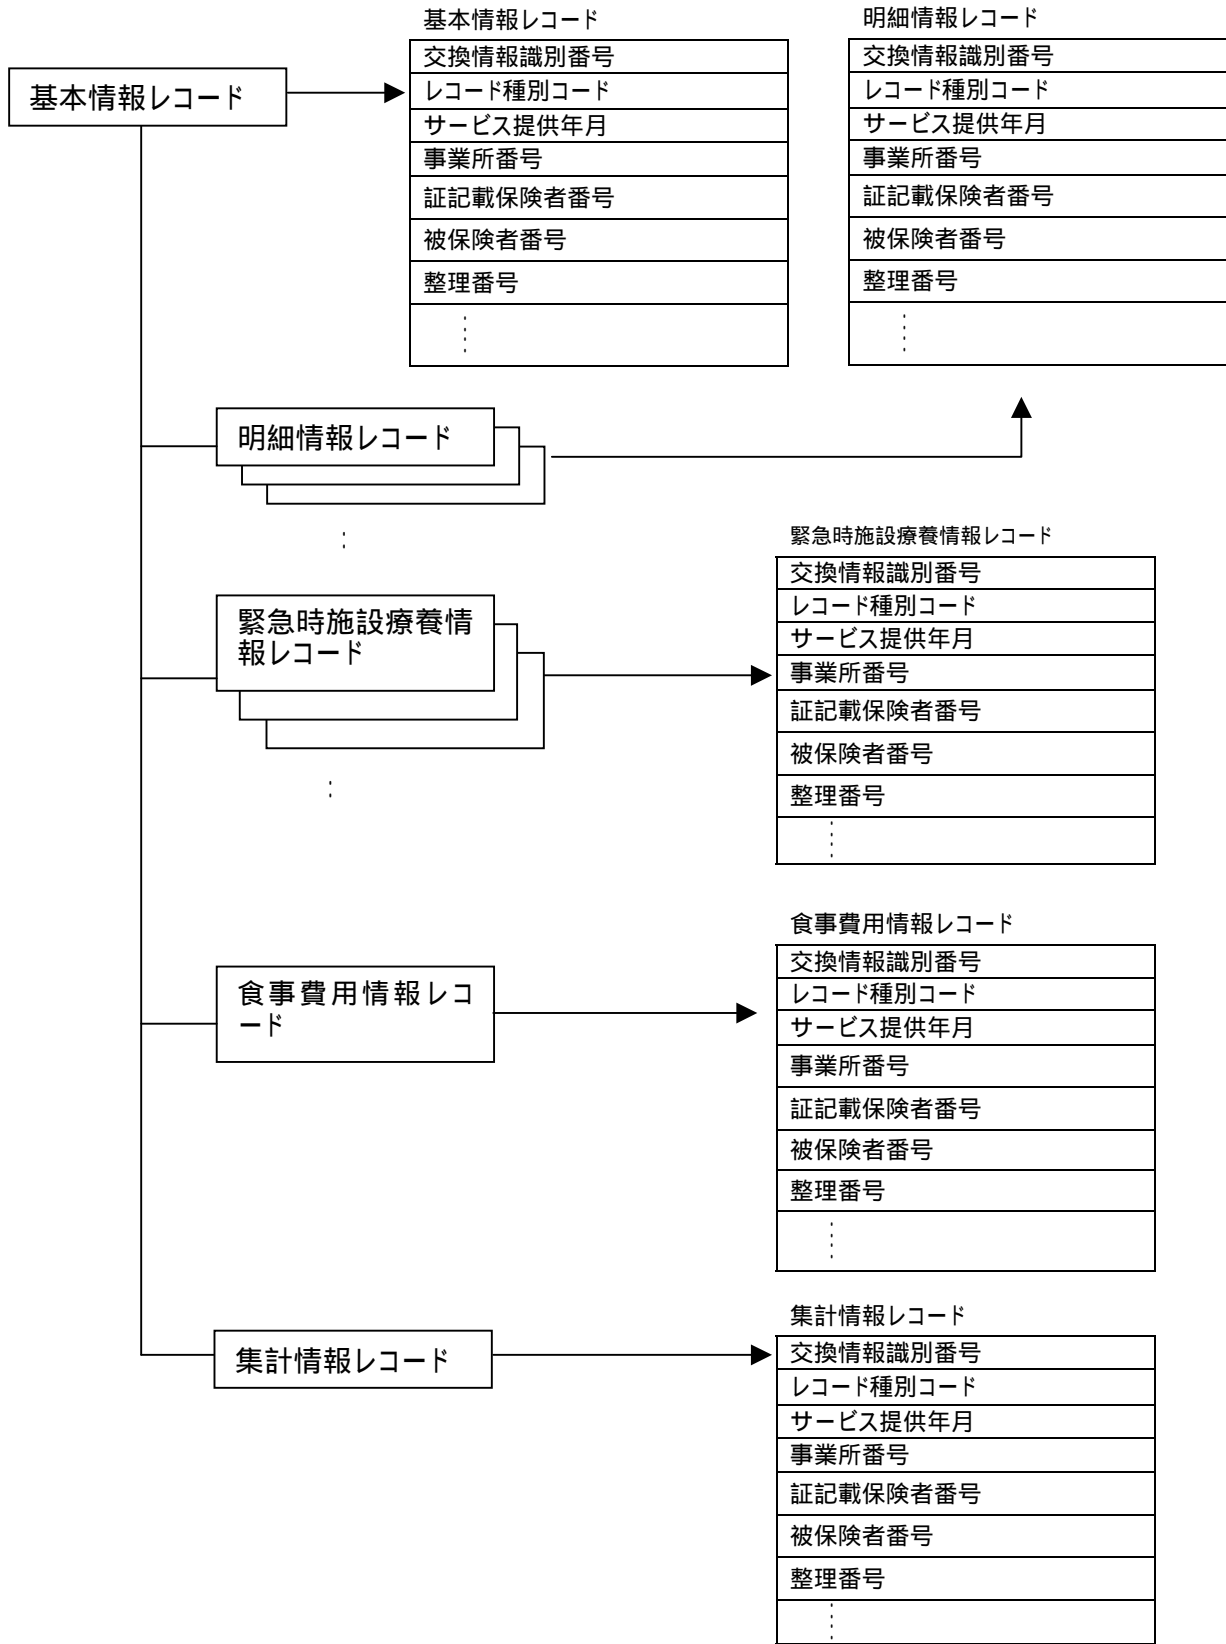 基本情報レコード
基本情報レコード
交換情報識別番号
レコード種別コード
サービス提供年月
事業所番号
証記載保険者番号
被保険者番号
整理番号
明細情報レコード
交換情報識別番号
レコード種別コード
サービス提供年月
事業所番号
証記載保険者番号
被保険者番号
整理番号
明細情報レコード
緊急時施設療養情
報レコード
緊急時施設療養情報レコード
交換情報識別番号
レコード種別コード
サービス提供年月
事業所番号
証記載保険者番号
被保険者番号
整理番号
食事費用情報レコ
ード
食事費用情報レコード
交換情報識別番号
レコード種別コード
サービス提供年月
事業所番号
証記載保険者番号
被保険者番号
整理番号
集計情報レコード
集計情報レコード
交換情報識別番号
レコード種別コード
サービス提供年月
事業所番号
証記載保険者番号
被保険者番号
整理番号